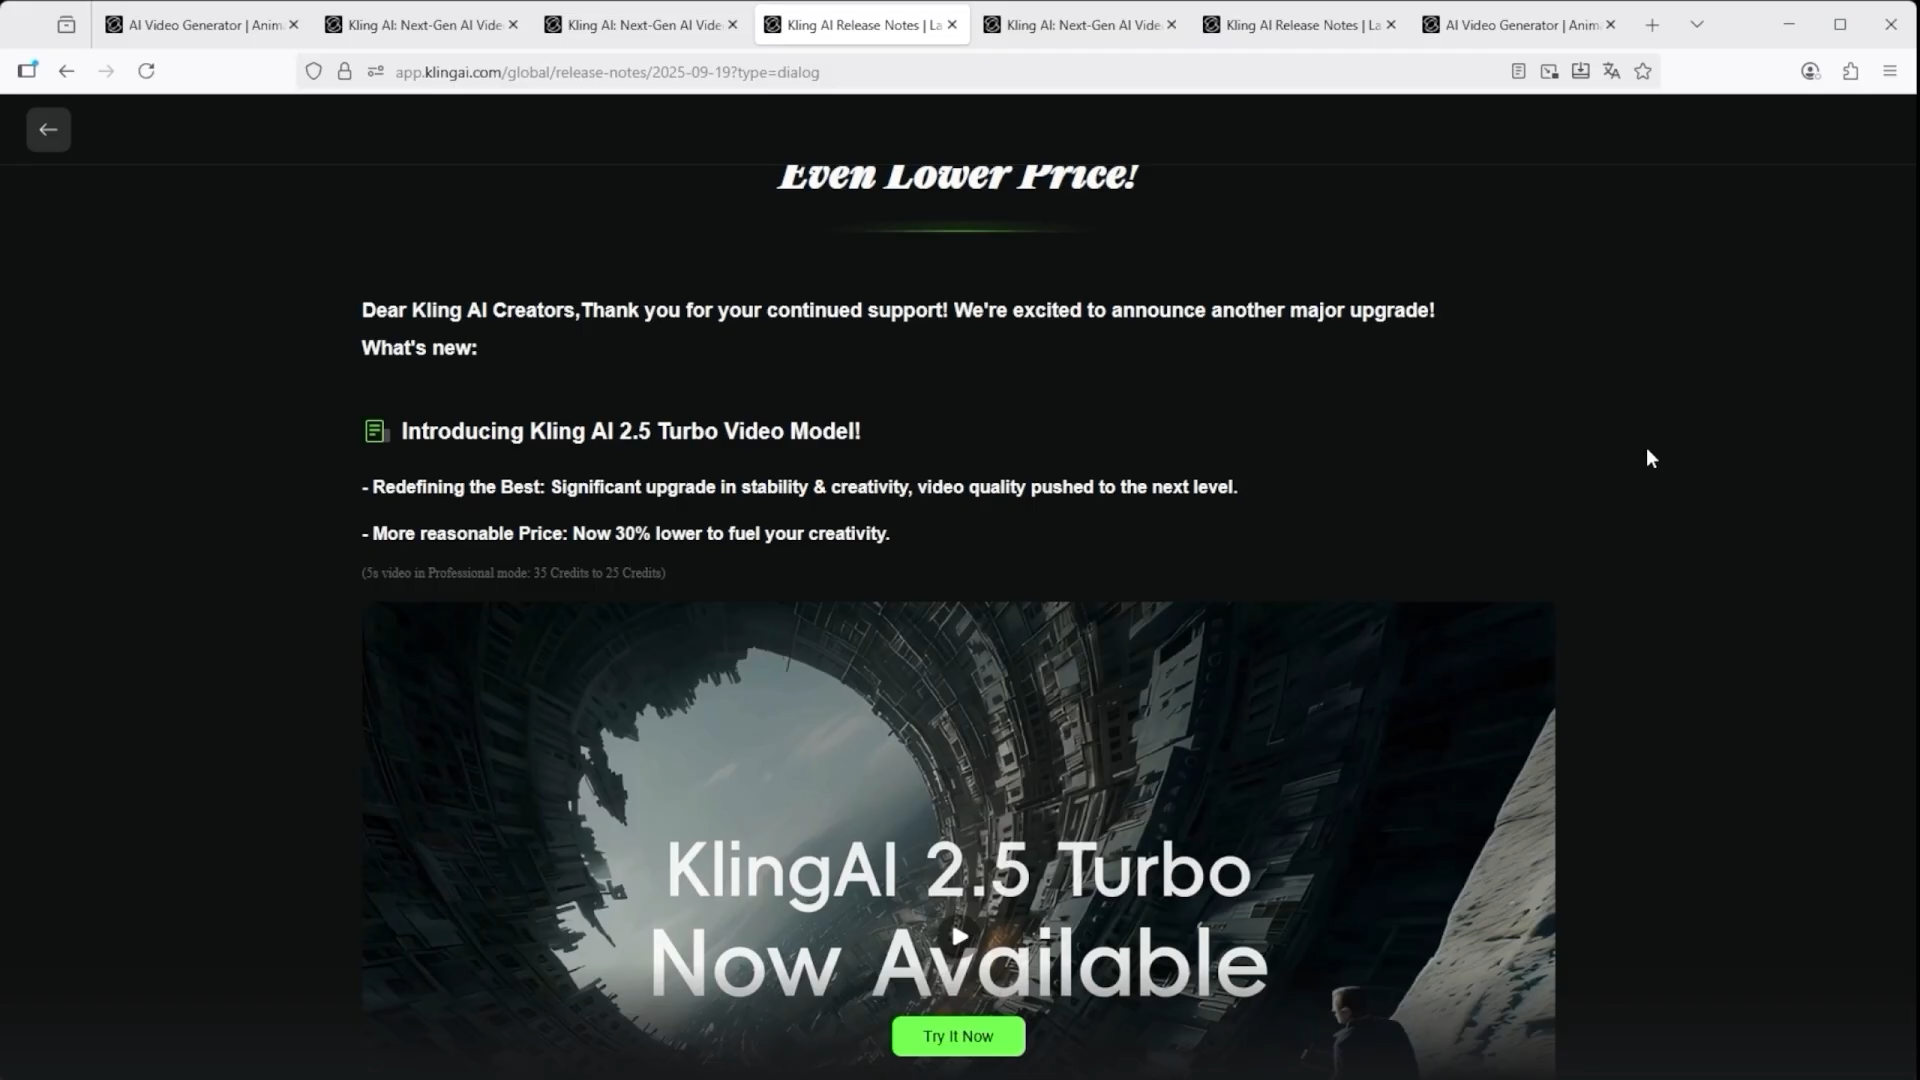 AI Video Generator | Anim
Kling AI: Next-Gen AI Vide
Kling AI: Next-Gen AI Vide
Kling AI Release Notes | La
Kling AI: Next-Gen AI Vide
Kling AI Release Notes | La
AI Video Generator | Anim
app.klingai.com/global/release-notes/2025-09-19?type=dialog
Even Lower Price!
Dear Kling AI Creators,Thank you for your continued support! We're excited to announce another major upgrade!
What's new:
Introducing Kling AI 2.5 Turbo Video Model!
- Redefining the Best: Significant upgrade in stability & creativity, video quality pushed to the next level.
- More reasonable Price: Now 30% lower to fuel your creativity.
(5s video in Professional mode: 35 Credits to 25 Credits)
KlingAI 2.5 Turbo
Now Available
Try It Now